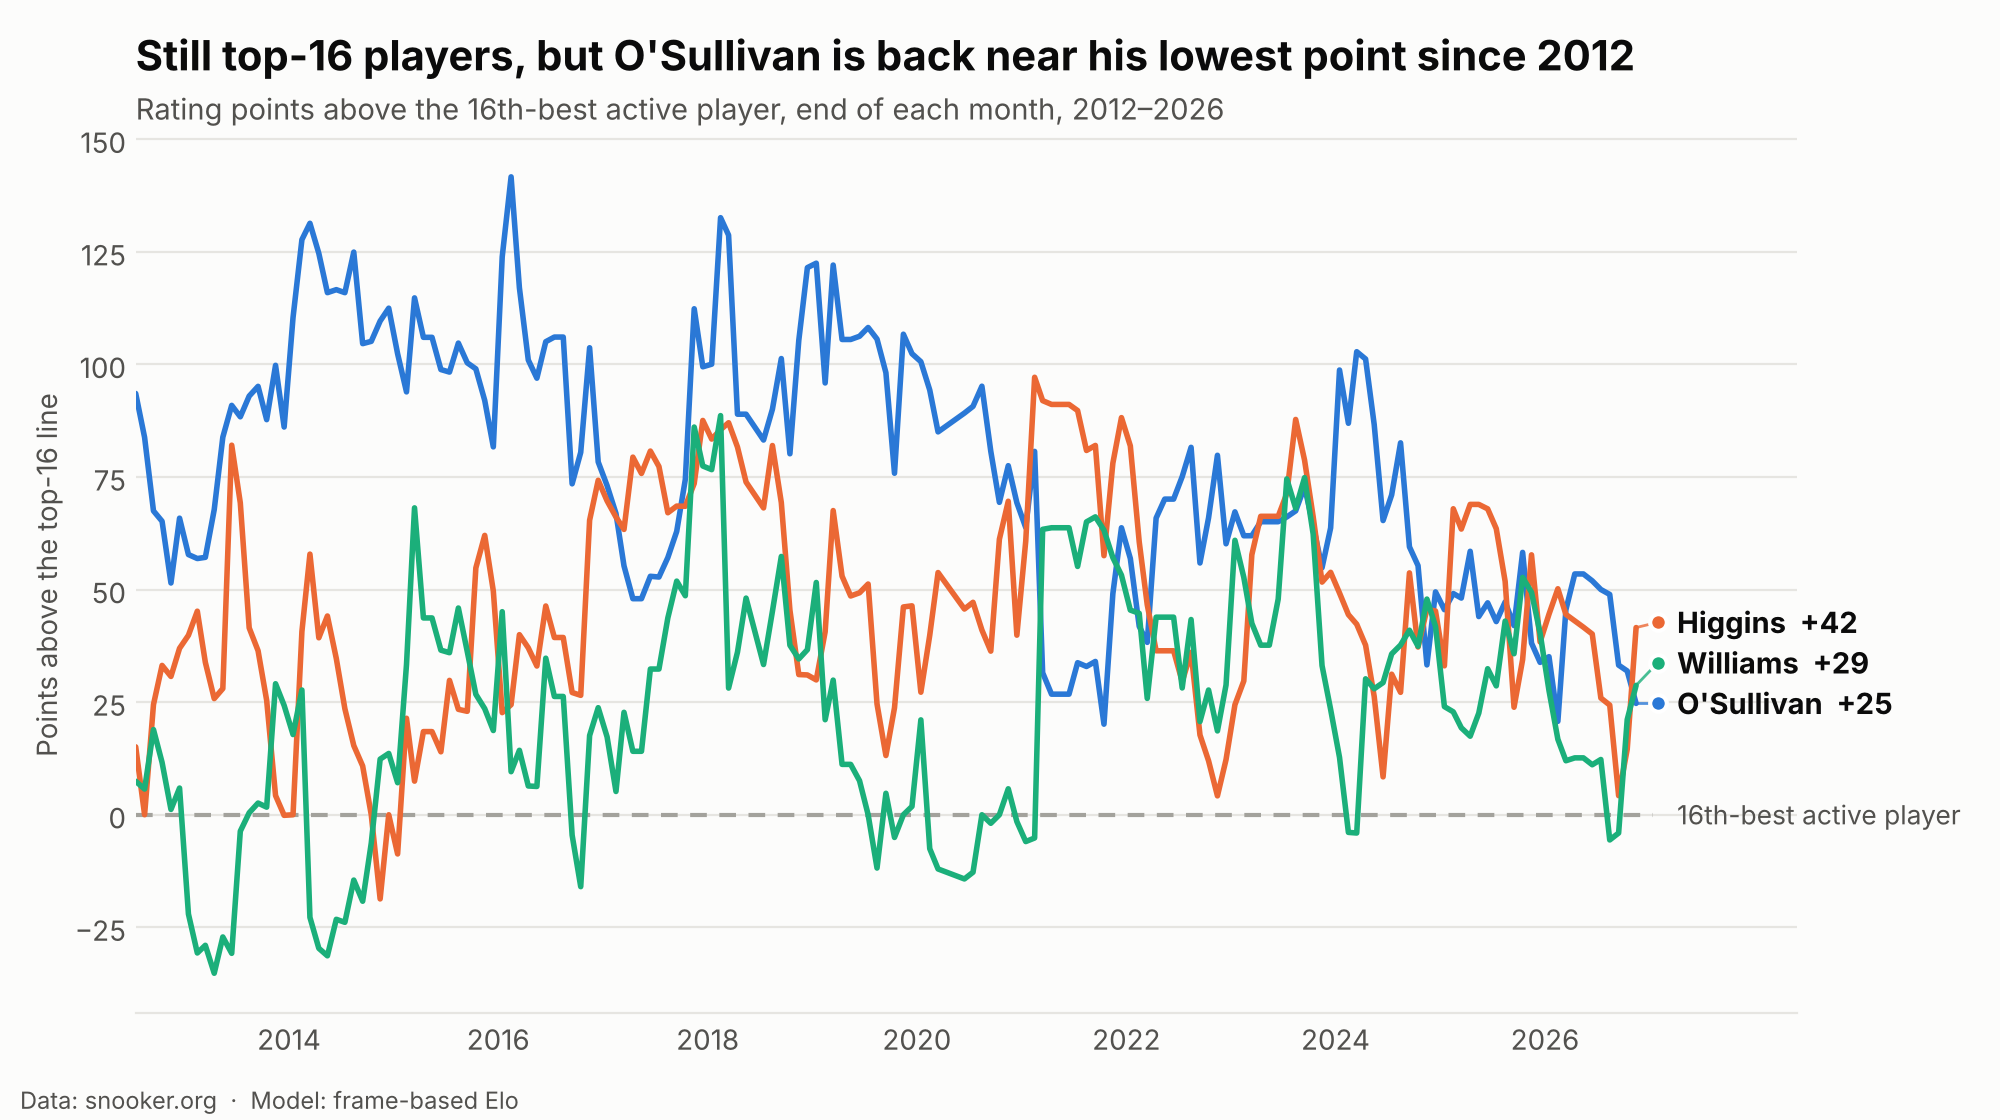 Still top-16 players, but O'Sullivan is back near his lowest point since 2012
Rating points above the 16th-best active player, end of each month, 2012–2026
Points above the top-16 line
150
125
100
75
50
25
0
−25
Higgins +42
Williams +29
O'Sullivan +25
16th-best active player
2014 2016 2018 2020 2022 2024 2026
Data: snooker.org · Model: frame-based Elo